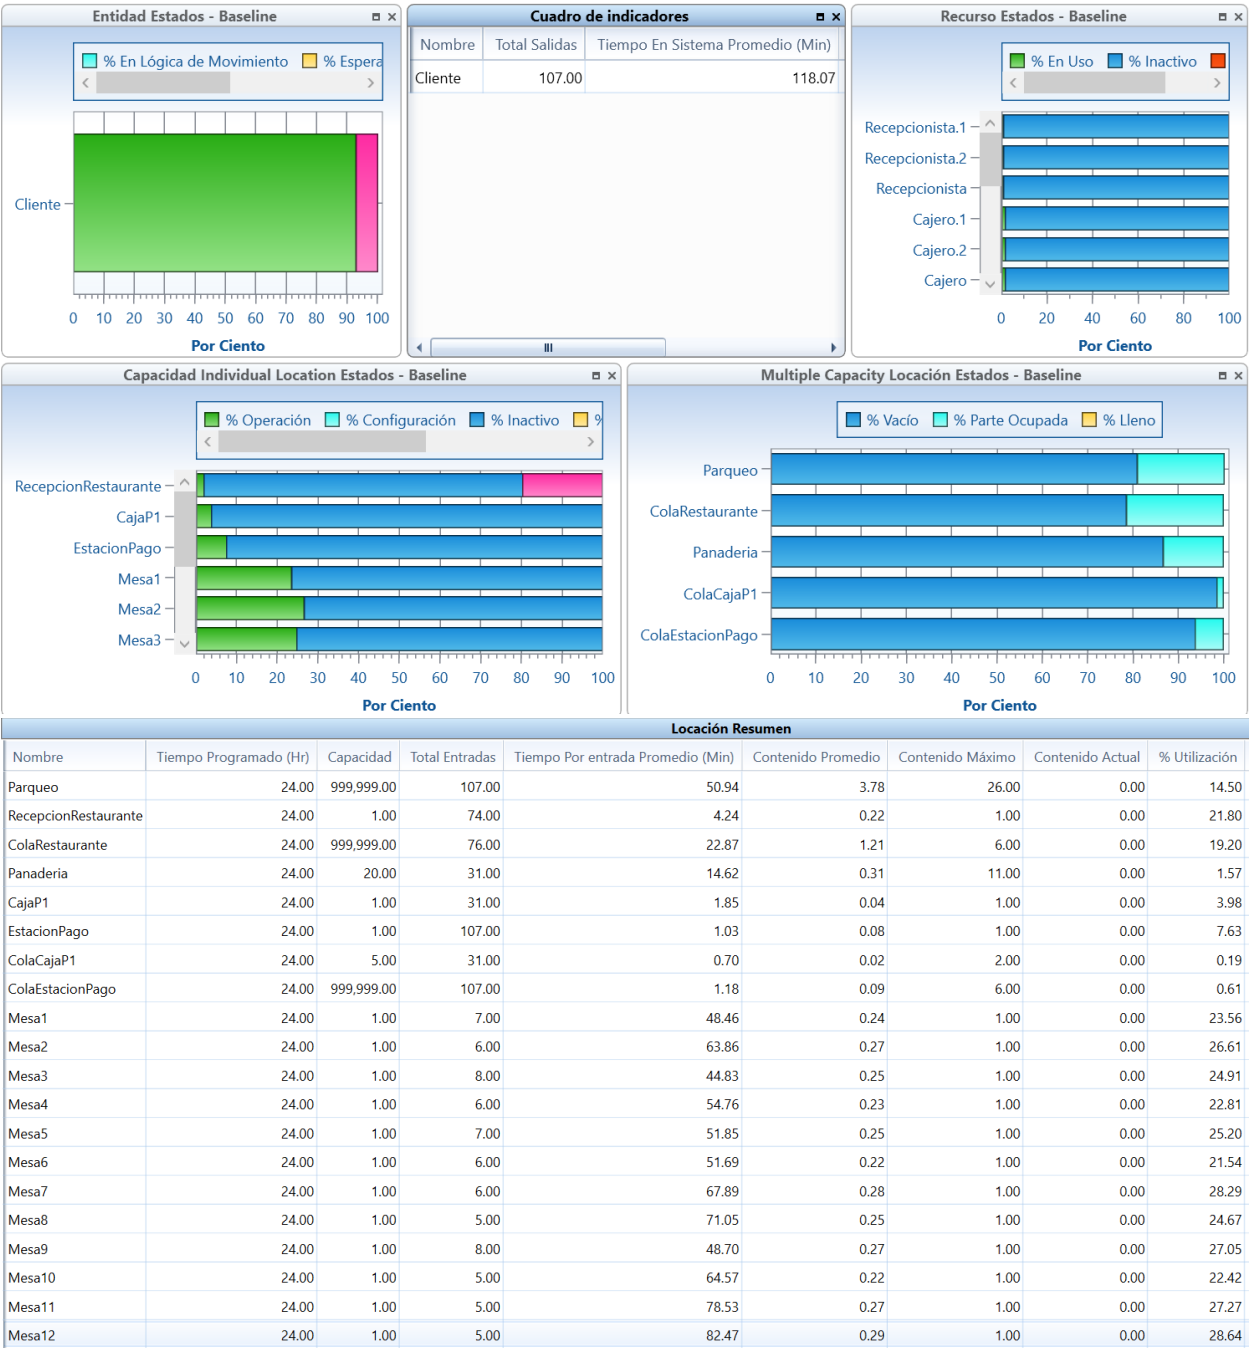 Entidad Estados - Baseline
% En Lógica de Movimiento % Espera
Cliente
0 10 20 30 40 50 60 70 80 90 100
Por Ciento
Cuadro de indicadores
Nombre Total Salidas Tiempo En Sistema Promedio (Min)
Cliente 107.00 118.07
Recurso Estados - Baseline
% En Uso % Inactivo
Recepcionista.1
Recepcionista.2
Recepcionista
Cajero.1
Cajero.2
Cajero
0 20 40 60 80 100
Por Ciento
Capacidad Individual Location Estados - Baseline
% Operación % Configuración % Inactivo %
RecepcionRestaurante
CajaP1
EstacionPago
Mesa1
Mesa2
Mesa3
0 10 20 30 40 50 60 70 80 90 100
Por Ciento
Multiple Capacity Locación Estados - Baseline
% Vacío % Parte Ocupada % Lleno
Parqueo
ColaRestaurante
Panaderia
ColaCajaP1
ColaEstacionPago
0 10 20 30 40 50 60 70 80 90 100
Por Ciento
Locación Resumen
Nombre Tiempo Programado (Hr) Capacidad Total Entradas Tiempo Por entrada Promedio (Min) Contenido Promedio Contenido Máximo Contenido Actual % Utilización
Parqueo 24.00 999,999.00 107.00 50.94 3.78 26.00 0.00 14.50
RecepcionRestaurante 24.00 1.00 74.00 4.24 0.22 1.00 0.00 21.80
ColaRestaurante 24.00 999,999.00 76.00 22.87 1.21 6.00 0.00 19.20
Panaderia 24.00 20.00 31.00 14.62 0.31 11.00 0.00 1.57
CajaP1 24.00 1.00 31.00 1.85 0.04 1.00 0.00 3.98
EstacionPago 24.00 1.00 107.00 1.03 0.08 1.00 0.00 7.63
ColaCajaP1 24.00 5.00 31.00 0.70 0.02 2.00 0.00 0.19
ColaEstacionPago 24.00 999,999.00 107.00 1.18 0.09 6.00 0.00 0.61
Mesa1 24.00 1.00 7.00 48.46 0.24 1.00 0.00 23.56
Mesa2 24.00 1.00 6.00 63.86 0.27 1.00 0.00 26.61
Mesa3 24.00 1.00 8.00 44.83 0.25 1.00 0.00 24.91
Mesa4 24.00 1.00 6.00 54.76 0.23 1.00 0.00 22.81
Mesa5 24.00 1.00 7.00 51.85 0.25 1.00 0.00 25.20
Mesa6 24.00 1.00 6.00 51.69 0.22 1.00 0.00 21.54
Mesa7 24.00 1.00 6.00 67.89 0.28 1.00 0.00 28.29
Mesa8 24.00 1.00 5.00 71.05 0.25 1.00 0.00 24.67
Mesa9 24.00 1.00 8.00 48.70 0.27 1.00 0.00 27.05
Mesa10 24.00 1.00 5.00 64.57 0.22 1.00 0.00 22.42
Mesa11 24.00 1.00 5.00 78.53 0.27 1.00 0.00 27.27
Mesa12 24.00 1.00 5.00 82.47 0.29 1.00 0.00 28.64